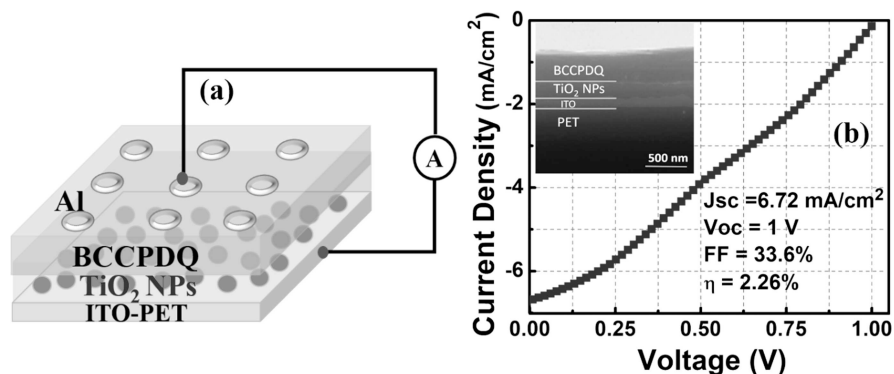 (a)
A
Al
BCCPDQ
TiO₂ NPs
ITO-PET
Current Density (mA/cm²)
0
-2
-4
-6
BCCPDQ
TiO₂ NPs
ITO
PET
500 nm
(b)
Jsc =6.72 mA/cm²
Voc = 1 V
FF = 33.6%
η = 2.26%
0.00 0.25 0.50 0.75 1.00
Voltage (V)